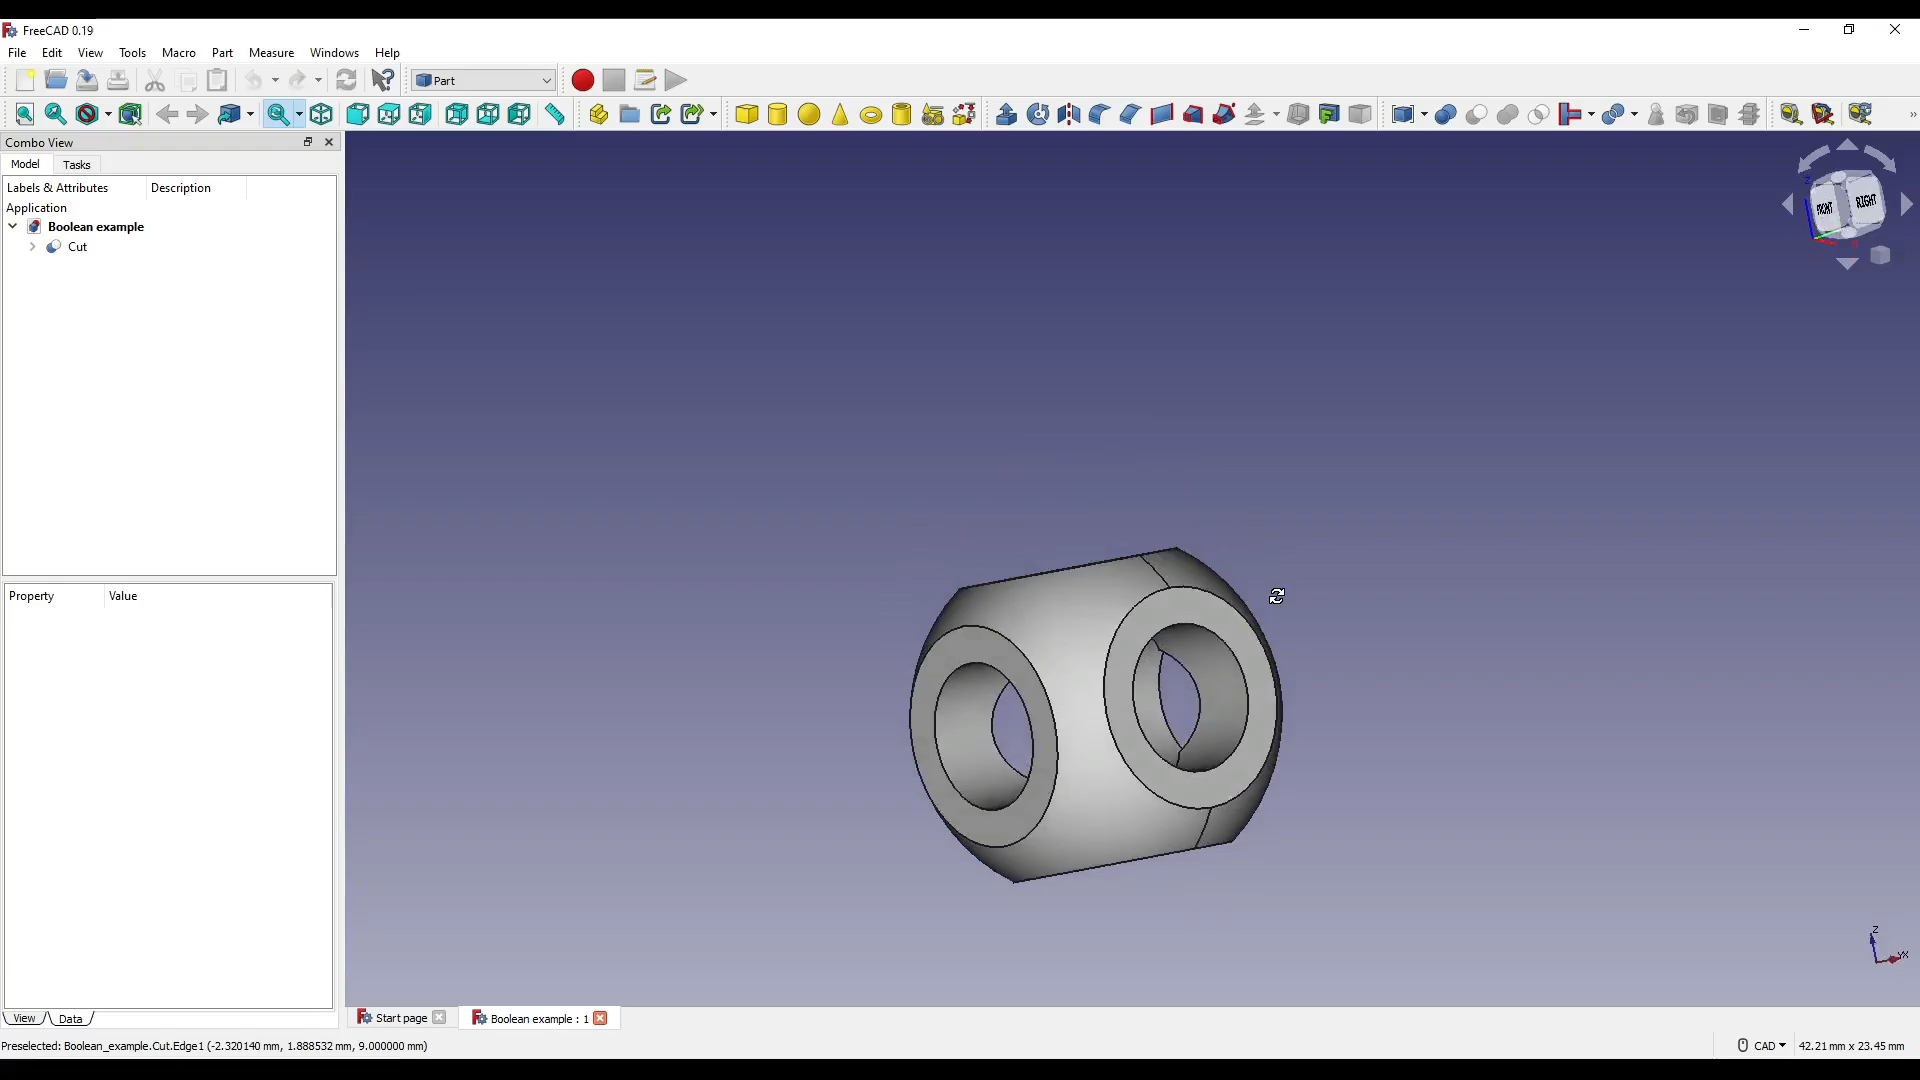 FreeCAD 0.19
File Edit View Tools Macro Part Measure Windows Help
Part
Combo View
Model Tasks
Labels & Attributes Description
Application
Boolean example
Cut
Property Value
View Data
FRONT RIGHT
Z
X
Z
Start page Boolean example : 1
Preselected: Boolean_example.Cut.Edge1 (-2.320140 mm, 1.888532 mm, 9.000000 mm) CAD 42.21 mm x 23.45 mm